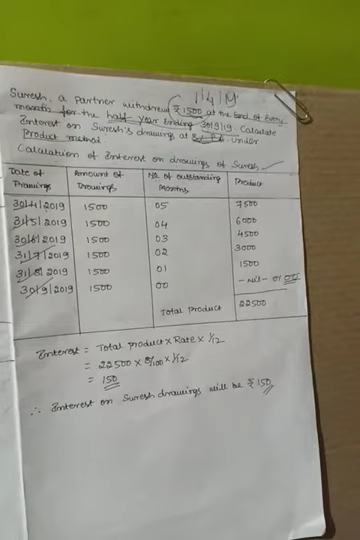 1|4|M
Suresh, a partner withdrew ₹1500 at the end of every
month for the half year ending 30|9|19. Calculate
Interest on Suresh's drawing at 8% under
Product method
Calculation of Interest on drawings of Suresh
Date of Drawings | Amount of Drawings | No. of outstanding Months | Product
30/4/2019 | 1500 | 05 | 7500
31/5/2019 | 1500 | 04 | 6000
30/6/2019 | 1500 | 03 | 4500
31/7/2019 | 1500 | 02 | 3000
31/8/2019 | 1500 | 01 | 1500
30/9/2019 | 1500 | 00 | -Nil- or 00
Total Product | 22500
Interest = Total product × Rate × 1/12
= 22500 × 8/100 × 1/12
= 150
∴ Interest on Suresh drawings will be ₹150